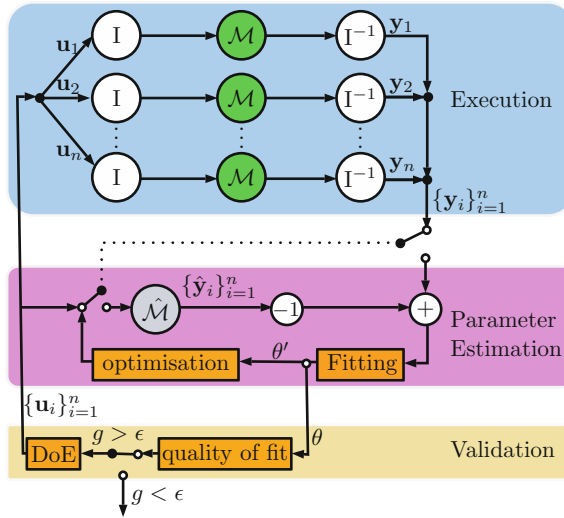 I ℳ I⁻¹ 𝐲₁
𝐮₁
𝐮₂ I ℳ I⁻¹ 𝐲₂ Execution
𝐮ₙ I ℳ I⁻¹ 𝐲ₙ
{𝐲ᵢ}ⁿᵢ₌₁
{ŷᵢ}ⁿᵢ₌₁
ℳ̂ −1 +
Parameter
Estimation
optimisation θ′ Fitting
{𝐮ᵢ}ⁿᵢ₌₁
g > ϵ θ
DoE quality of fit Validation
g < ϵ